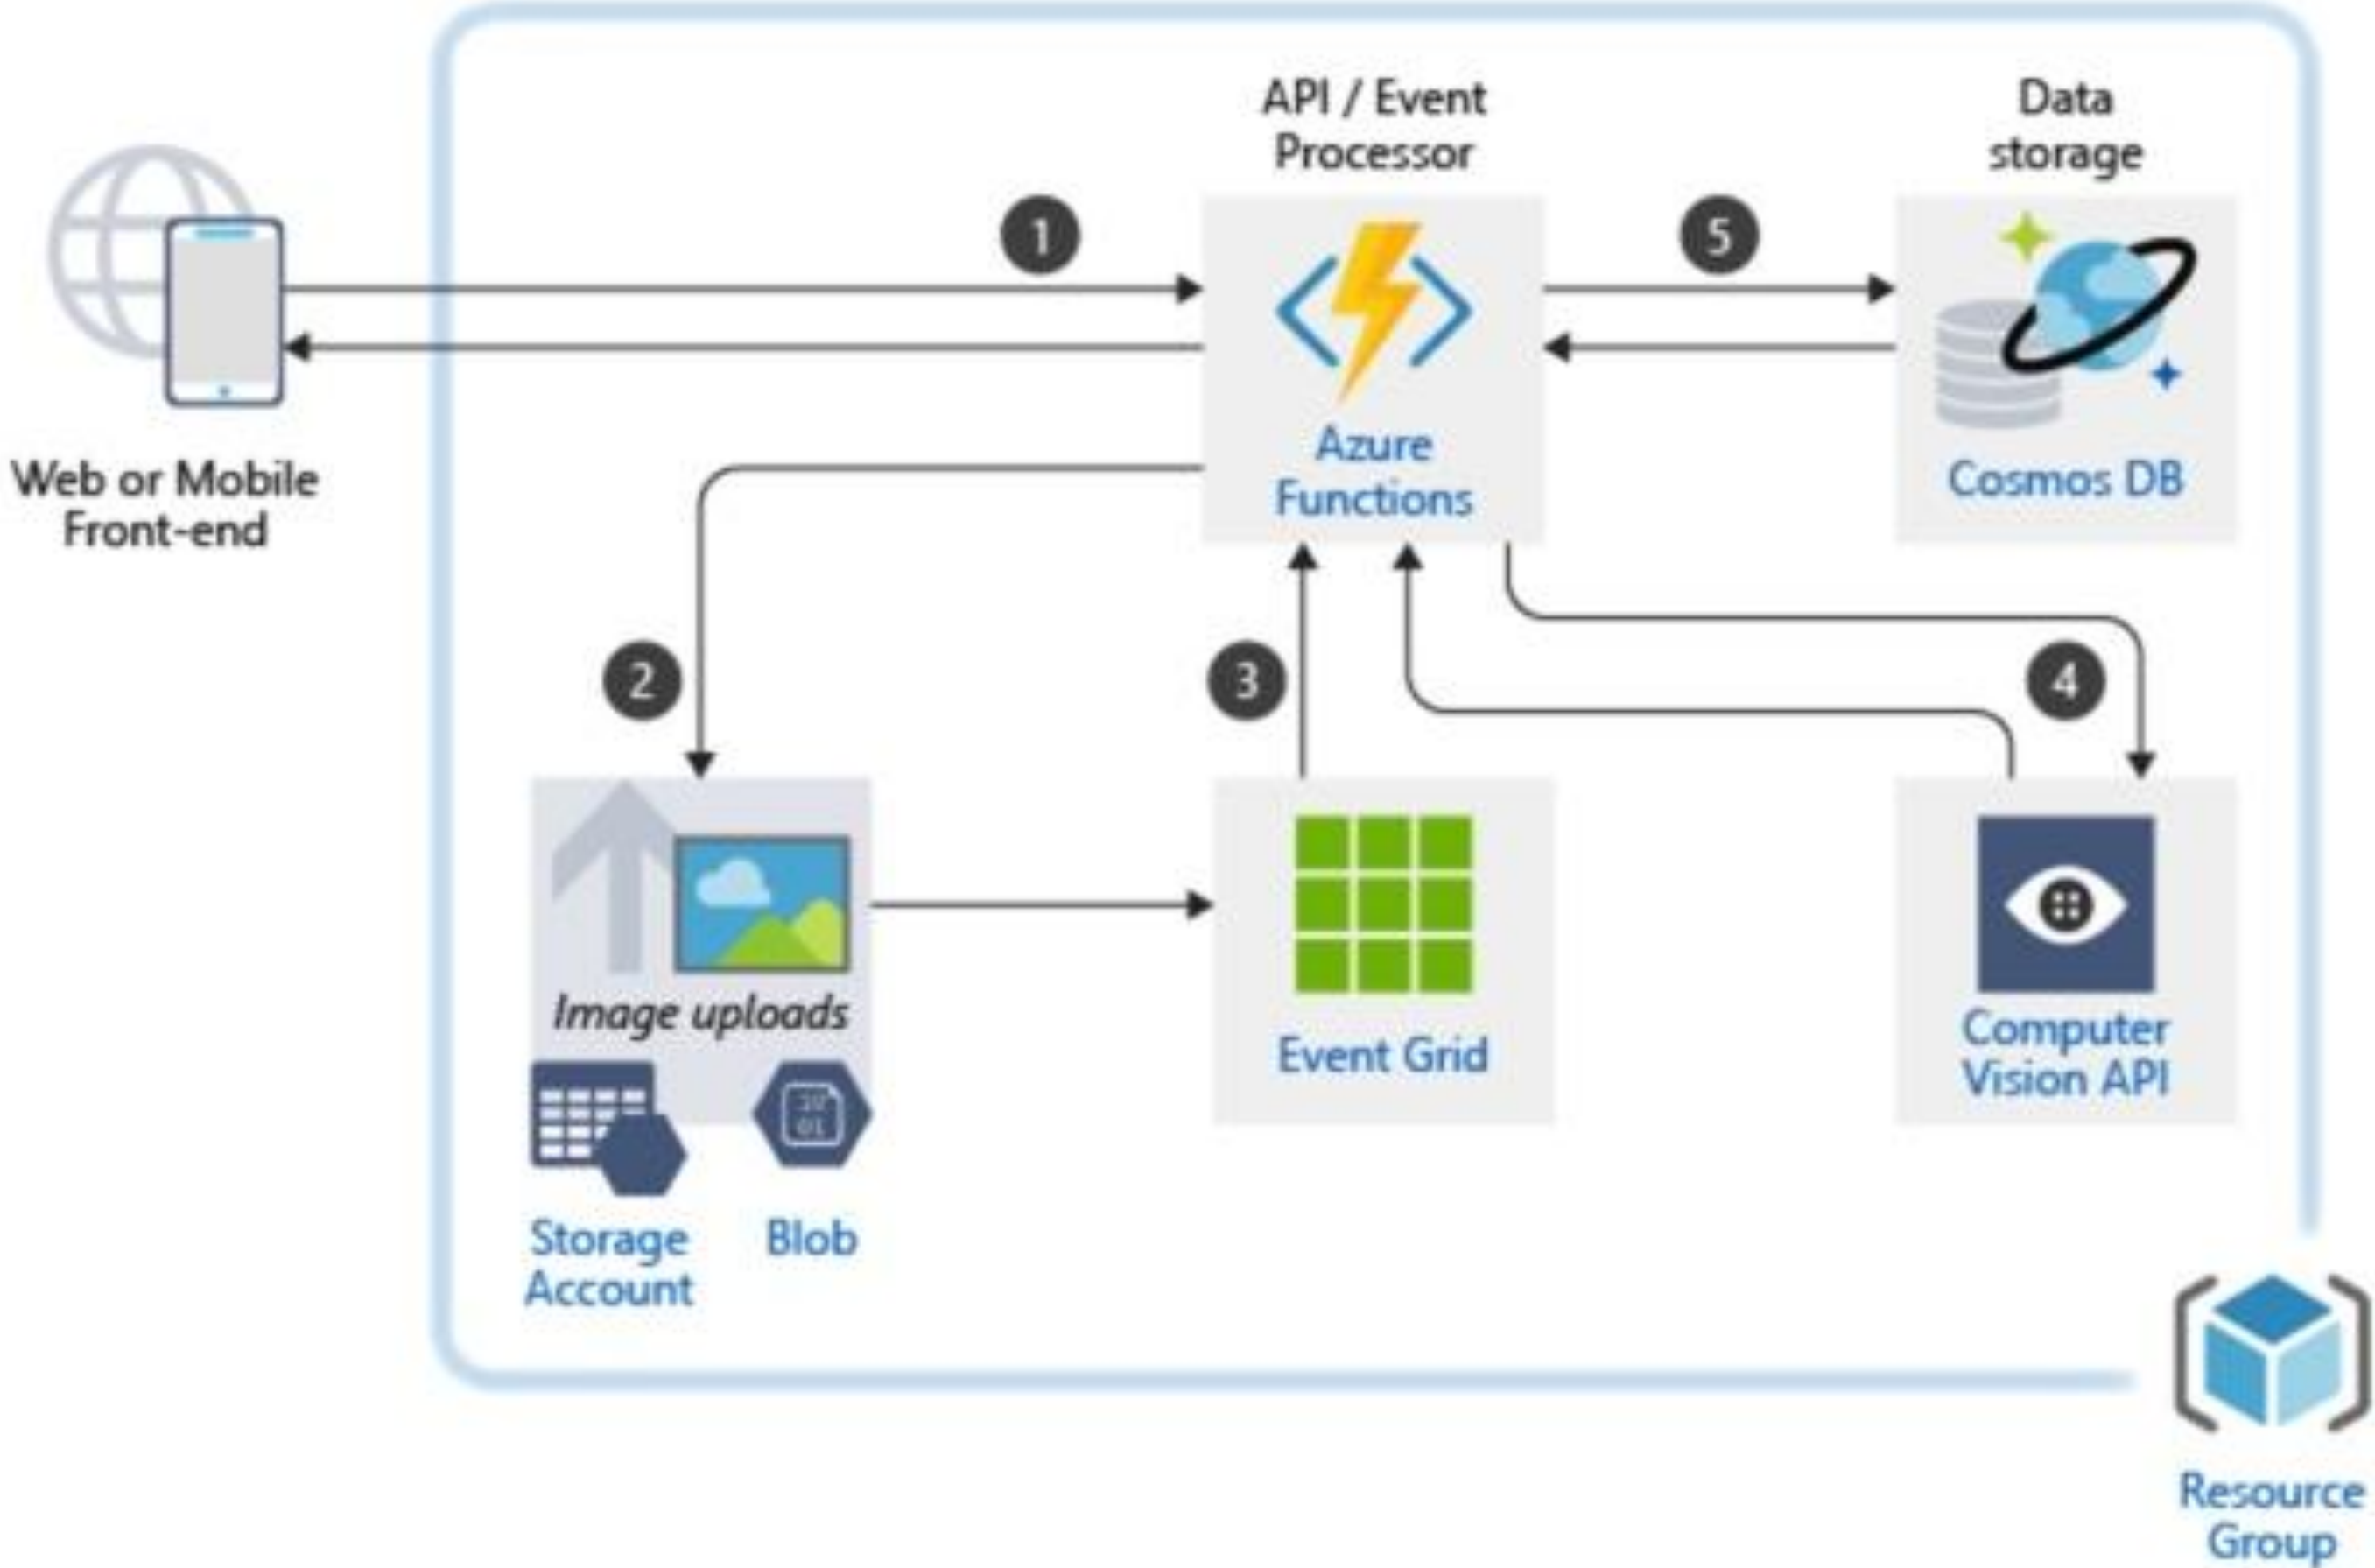 API / Event
Processor
Data
storage
1
5
Azure
Functions
Cosmos DB
Web or Mobile
Front-end
2
3
4
Image uploads
Event Grid
Computer
Vision API
Storage
Account
Blob
Resource
Group